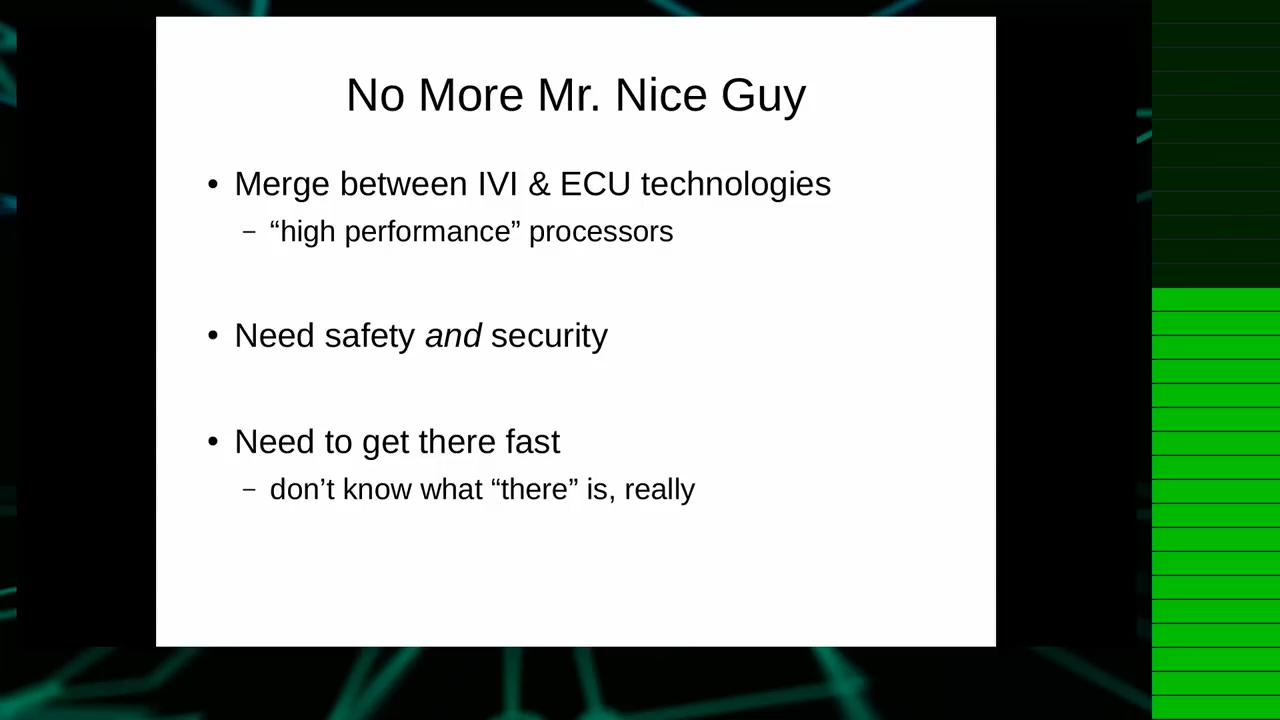 No More Mr. Nice Guy
• Merge between IVI & ECU technologies
– “high performance” processors
• Need safety and security
• Need to get there fast
– don’t know what “there” is, really